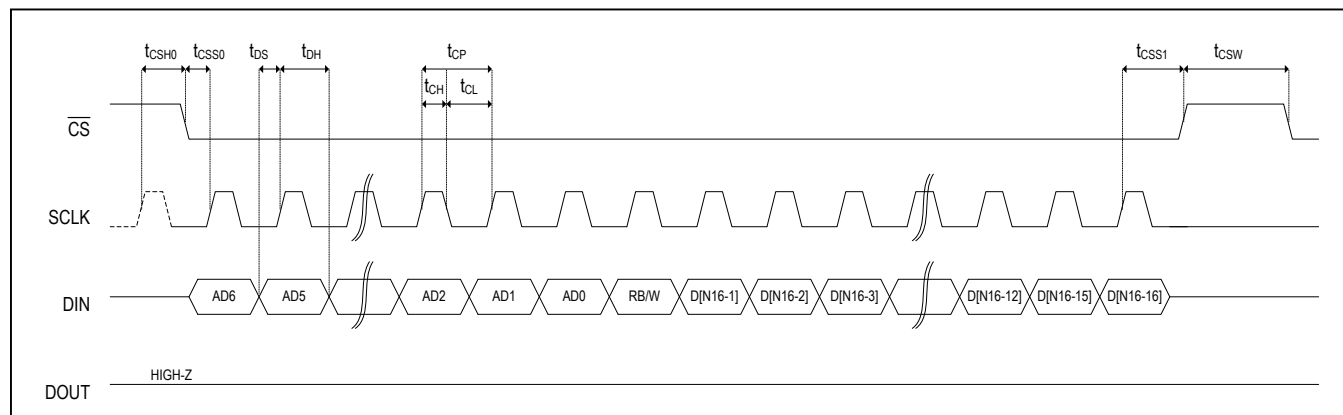 tCSH0 tCSS0 tDS tDH tCP tCSS1 tCSW
tCH tCL
CS
SCLK
DIN AD6 AD5 AD2 AD1 AD0 RB/W D[N16-1] D[N16-2] D[N16-3] D[N16-12] D[N16-15] D[N16-16]
HIGH-Z
DOUT